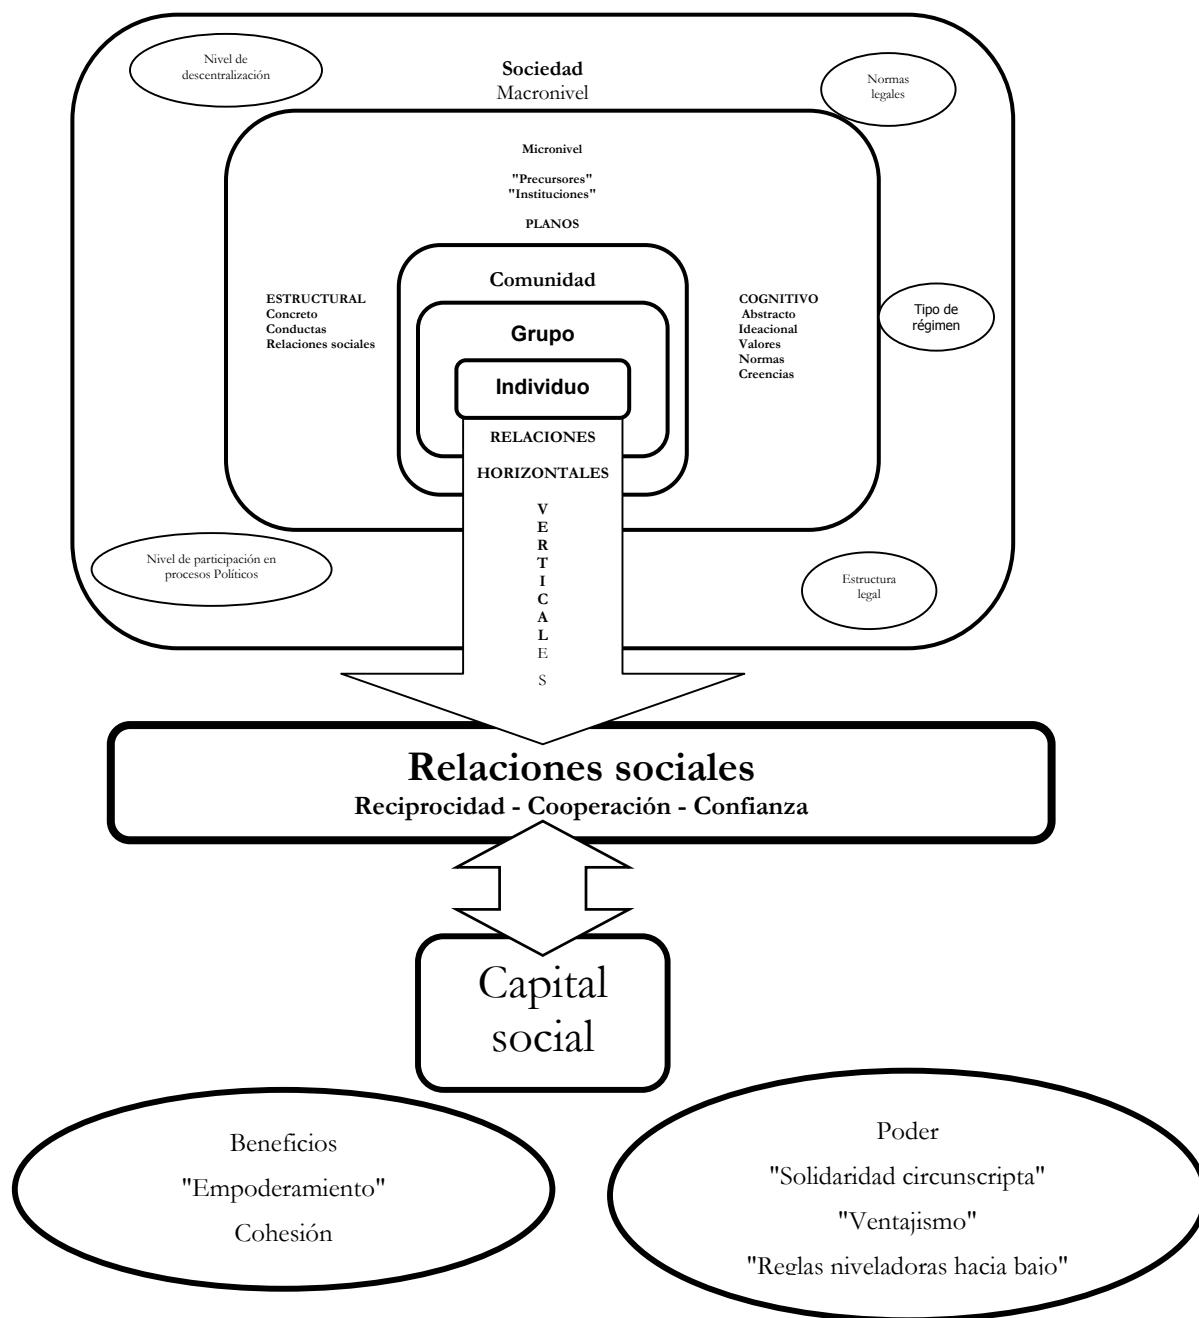 Nivel de
descentralización
Sociedad
Macronivel
Normas
legales
Micronivel
"Precursores"
"Instituciones"
PLANOS
Comunidad
ESTRUCTURAL
Concreto
Conductas
Relaciones sociales
COGNITIVO
Abstracto
Ideacional
Valores
Normas
Creencias
Tipo de
régimen
Grupo
Individuo
RELACIONES
HORIZONTALES
V
E
R
T
I
C
A
L
E
S
Nivel de participación en
procesos Políticos
Estructura
legal
Relaciones sociales
Reciprocidad - Cooperación - Confianza
Capital
social
Beneficios
"Empoderamiento"
Cohesión
Poder
"Solidaridad circunscripta"
"Ventajismo"
"Reglas niveladoras hacia bajo"